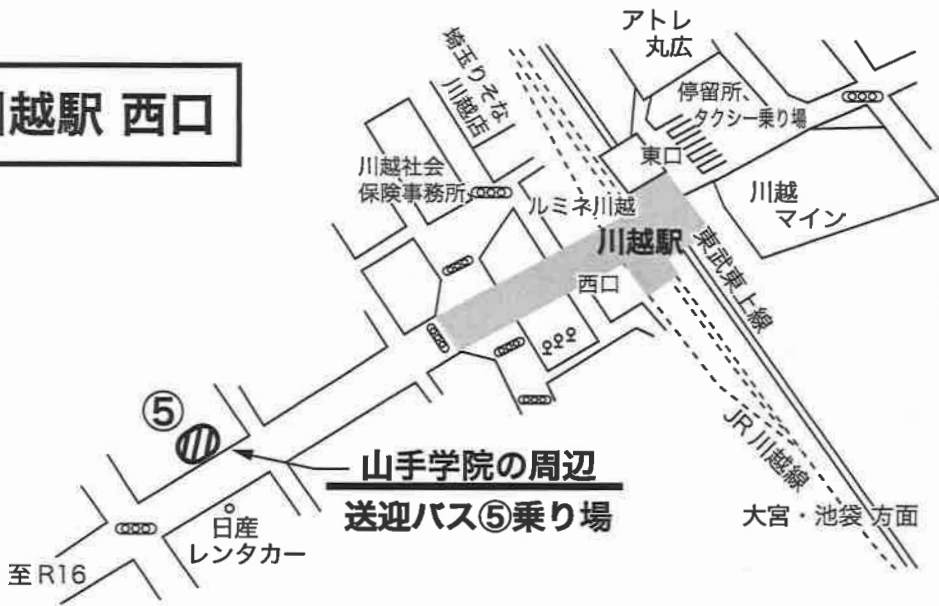 越駅 西口
アトレ
丸広
埼玉りそな
川越店
停留所、
タクシー乗り場
東口
川越社会
保険事務所
ルミネ川越
川越
マイン
川越駅
東武東上線
西口
⑤
山手学院の周辺
送迎バス⑤乗り場
JR川越線
大宮・池袋 方面
日産
レンタカー
至R16